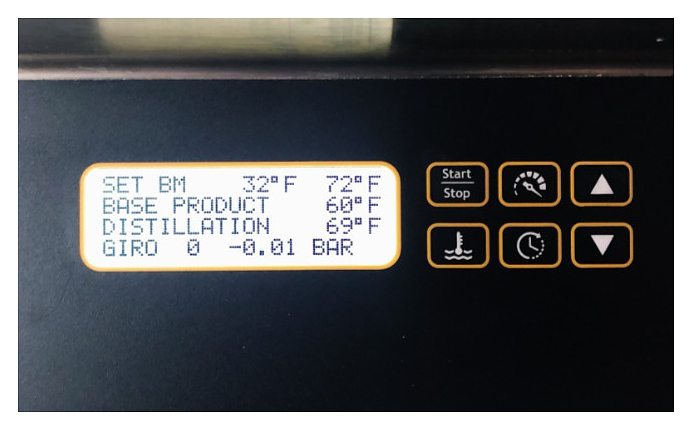 SET BM 32°F 72°F
BASE PRODUCT 60°F
DISTILLATION 69°F
GIRO 0 -0.01 BAR
Start
Stop